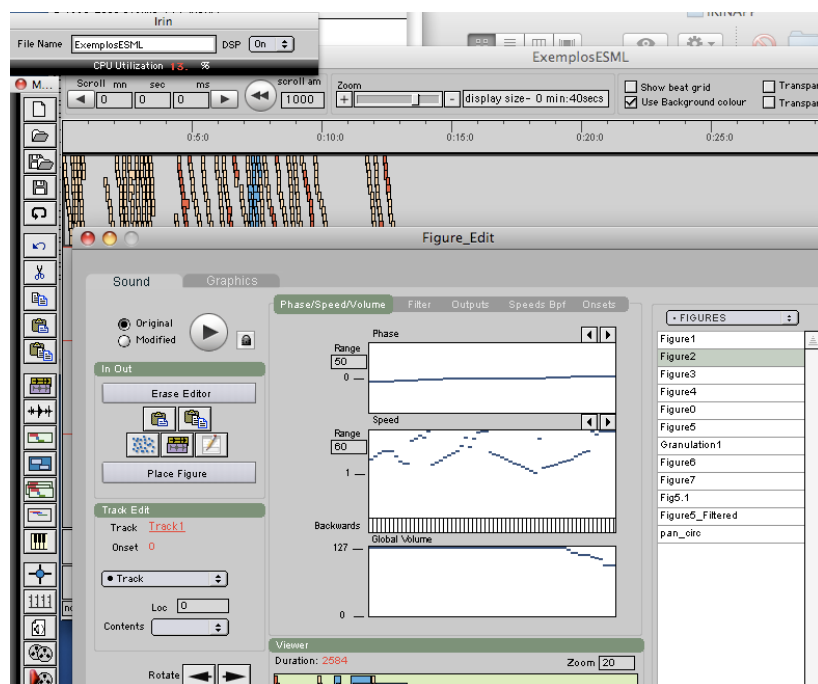 Irin
File Name ExemplosESML DSP On
CPU Utilization 13. %
ExemplosESML
M...
Scroll mn sec ms scroll am
0 0 0 1000
Zoom
+ - display size- 0 min:40secs
Show beat grid Transpa
Use Background colour Transpa
0:5:0 0:10:0 0:15:0 0:20:0 0:25:0
Figure_Edit
Sound Graphics
Phase/Speed/Volume Filter Outputs Speeds Bpf Onsets
Original
Modified
Phase
Range
50
0
In Out
Erase Editor
Place Figure
Speed
Range
60
1
Backwards
Global Volume
127
0
Track Edit
Track Track1
Onset 0
• Track
Loc 0
Contents
Rotate
Viewer
Duration: 2584 Zoom 20
• FIGURES
Figure1
Figure2
Figure3
Figure4
Figure0
Figure5
Granulation1
Figure6
Figure7
Fig5.1
Figure5_Filtered
pan_circ